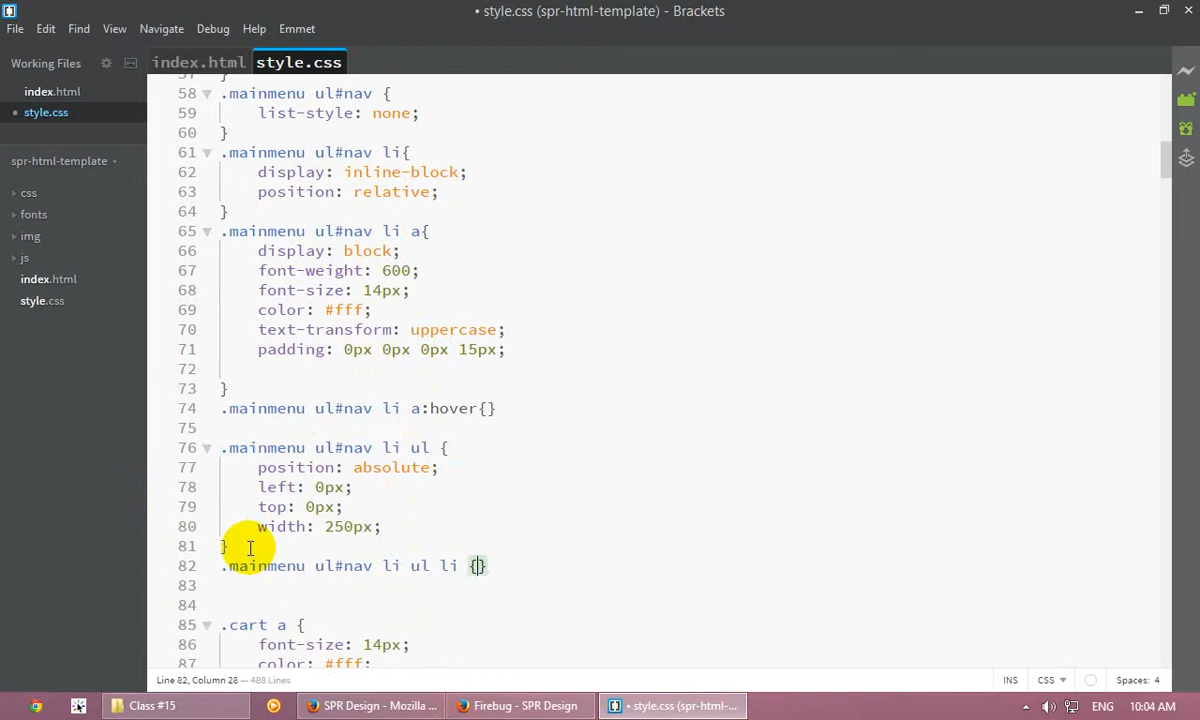 • style.css (spr-html-template) - Brackets
File Edit Find View Navigate Debug Help Emmet
Working Files
index.html
style.css
spr-html-template
css
fonts
img
js
index.html
style.css
index.html style.css
57 }
58 .mainmenu ul#nav {
59 list-style: none;
60 }
61 .mainmenu ul#nav li{
62 display: inline-block;
63 position: relative;
64 }
65 .mainmenu ul#nav li a{
66 display: block;
67 font-weight: 600;
68 font-size: 14px;
69 color: #fff;
70 text-transform: uppercase;
71 padding: 0px 0px 0px 15px;
72
73 }
74 .mainmenu ul#nav li a:hover{}
75
76 .mainmenu ul#nav li ul {
77 position: absolute;
78 left: 0px;
79 top: 0px;
80 width: 250px;
81 }
82 .mainmenu ul#nav li ul li {}
83
84
85 .cart a {
86 font-size: 14px;
87 color: #fff;
Line 82, Column 28 — 488 Lines
INS CSS Spaces: 4
Class #15
SPR Design - Mozilla ...
Firebug - SPR Design ...
• style.css (spr-html-...
ENG 10:04 AM